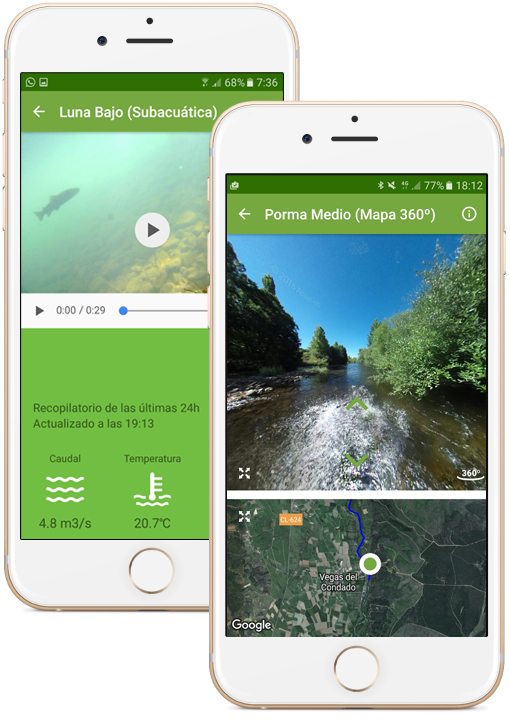 68% 7:36
Luna Bajo (Subacuática)
0:00 / 0:29
Recopilatorio de las últimas 24h
Actualizado a las 19:13
Caudal Temperatura
4.8 m3/s 20.7°C
4G 77% 18:12
Porma Medio (Mapa 360º)
360º
CL-624
Vegas del
Condado
Google